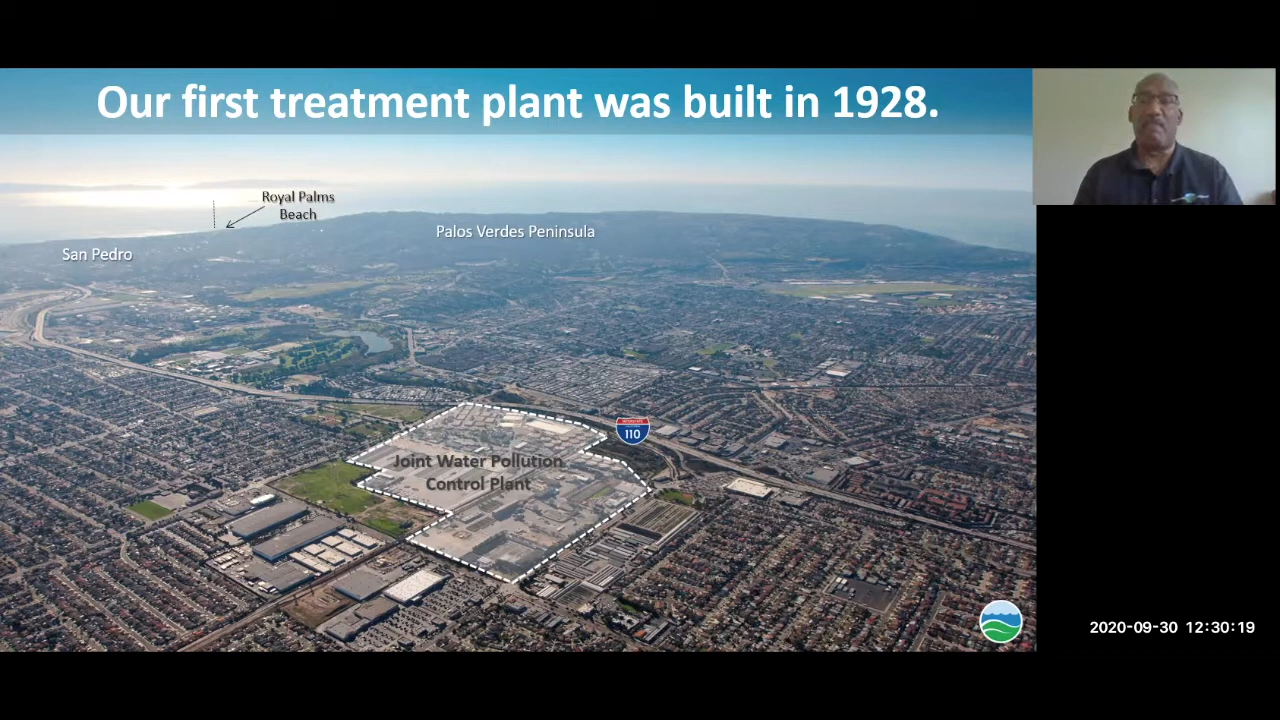 Our first treatment plant was built in 1928.
Royal Palms
Beach
Palos Verdes Peninsula
San Pedro
INTERSTATE
110
Joint Water Pollution
Control Plant
2020-09-30 12:30:19